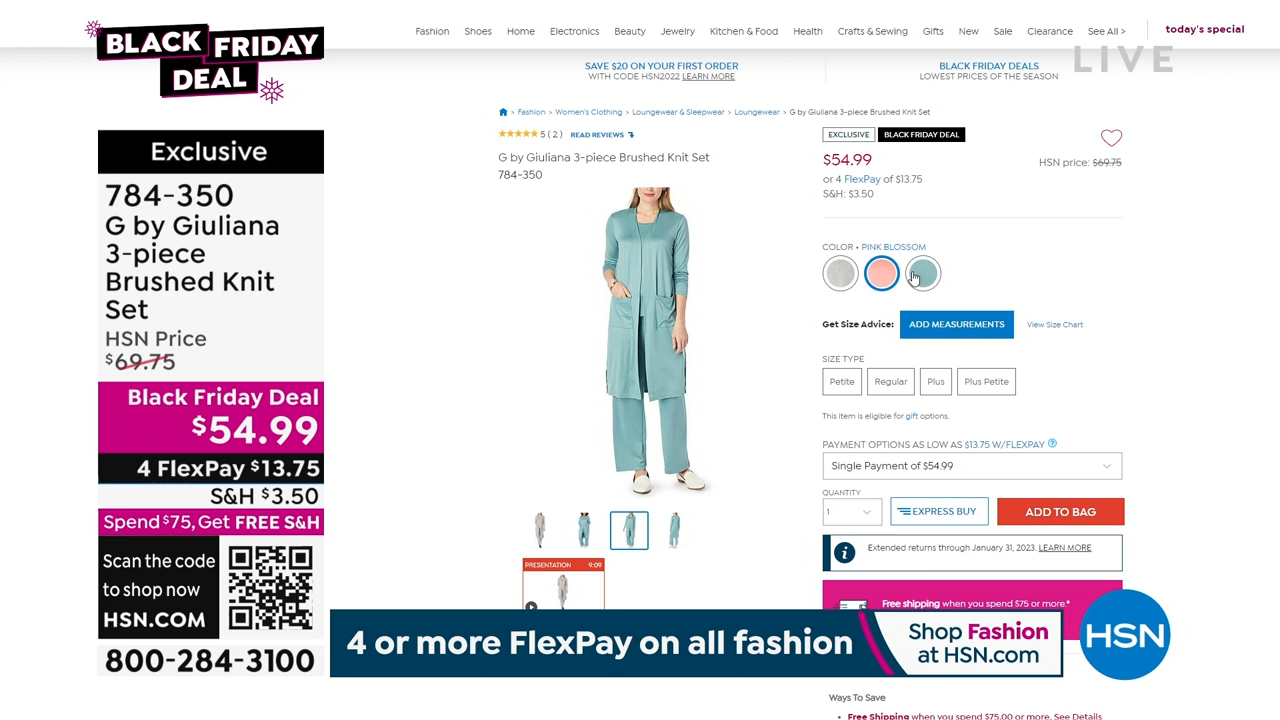 BLACK FRIDAY
DEAL
Fashion Shoes Home Electronics Beauty Jewelry Kitchen & Food Health Crafts & Sewing Gifts New Sale Clearance See All > today's special
LIVE
SAVE $20 ON YOUR FIRST ORDER
WITH CODE HSN2022 LEARN MORE
BLACK FRIDAY DEALS
LOWEST PRICES OF THE SEASON
> Fashion > Women's Clothing > Loungewear & Sleepwear > Loungewear > G by Giuliana 3-piece Brushed Knit Set
5 ( 2 ) READ REVIEWS
G by Giuliana 3-piece Brushed Knit Set
784-350
EXCLUSIVE BLACK FRIDAY DEAL
$54.99
HSN price: $69.75
or 4 FlexPay of $13.75
S&H: $3.50
COLOR • PINK BLOSSOM
Get Size Advice: ADD MEASUREMENTS View Size Chart
SIZE TYPE
Petite Regular Plus Plus Petite
This item is eligible for gift options.
PAYMENT OPTIONS AS LOW AS $13.75 W/FLEXPAY ?
Single Payment of $54.99
QUANTITY
1 EXPRESS BUY ADD TO BAG
i Extended returns through January 31, 2023. LEARN MORE
Free shipping when you spend $75 or more.*
PRESENTATION 9:09
Exclusive
784-350
G by Giuliana
3-piece
Brushed Knit
Set
HSN Price
$69.75
Black Friday Deal
$54.99
4 FlexPay $13.75
S&H $3.50
Spend $75, Get FREE S&H
Scan the code
to shop now
HSN.COM
800-284-3100
4 or more FlexPay on all fashion
Shop Fashion
at HSN.com
HSN
Ways To Save
• Free Shipping when you spend $75.00 or more. See Details